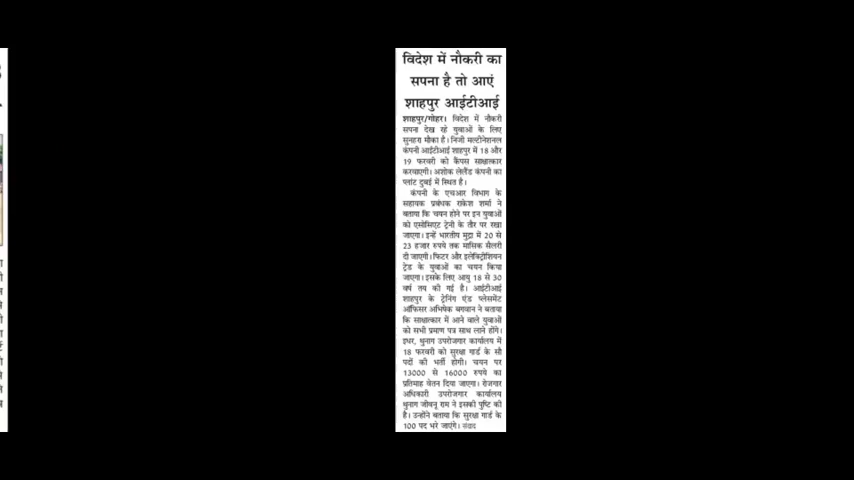 विदेश में नौकरी का
सपना है तो आएं
शाहपुर आईटीआई
शाहपुर/गोहर। विदेश में नौकरी
सपना देख रहे युवाओं के लिए
सुनहरा मौका है। निजी मल्टीनेशनल
कंपनी आईटीआई शाहपुर में 18 और
19 फरवरी को कैंपस साक्षात्कार
करवाएगी। अशोक लेलैंड कंपनी का
प्लांट दुबई में स्थित है।
कंपनी के एचआर विभाग के
सहायक प्रबंधक राकेश शर्मा ने
बताया कि चयन होने पर इन युवाओं
को एसोसिएट ट्रेनी के तौर पर रखा
जाएगा। इन्हें भारतीय मुद्रा में 20 से
23 हजार रुपये तक मासिक सैलरी
दी जाएगी। फिटर और इलेक्ट्रीशियन
ट्रेड के युवाओं का चयन किया
जाएगा। इसके लिए आयु 18 से 30
वर्ष तय की गई है। आईटीआई
शाहपुर के ट्रेनिंग एंड प्लेसमेंट
ऑफिसर अभिषेक बगवान ने बताया
कि साक्षात्कार में आने वाले युवाओं
को सभी प्रमाण पत्र साथ लाने होंगे।
इधर, थुनाग उपरोजगार कार्यालय में
18 फरवरी को सुरक्षा गार्ड के सौ
पदों की भर्ती होगी। चयन पर
13000 से 16000 रुपये का
प्रतिमाह वेतन दिया जाएगा। रोजगार
अधिकारी उपरोजगार कार्यालय
थुनाग जीवनू राम ने इसकी पुष्टि की
है। उन्होंने बताया कि सुरक्षा गार्ड के
100 पद भरे जाएंगे। संवाद